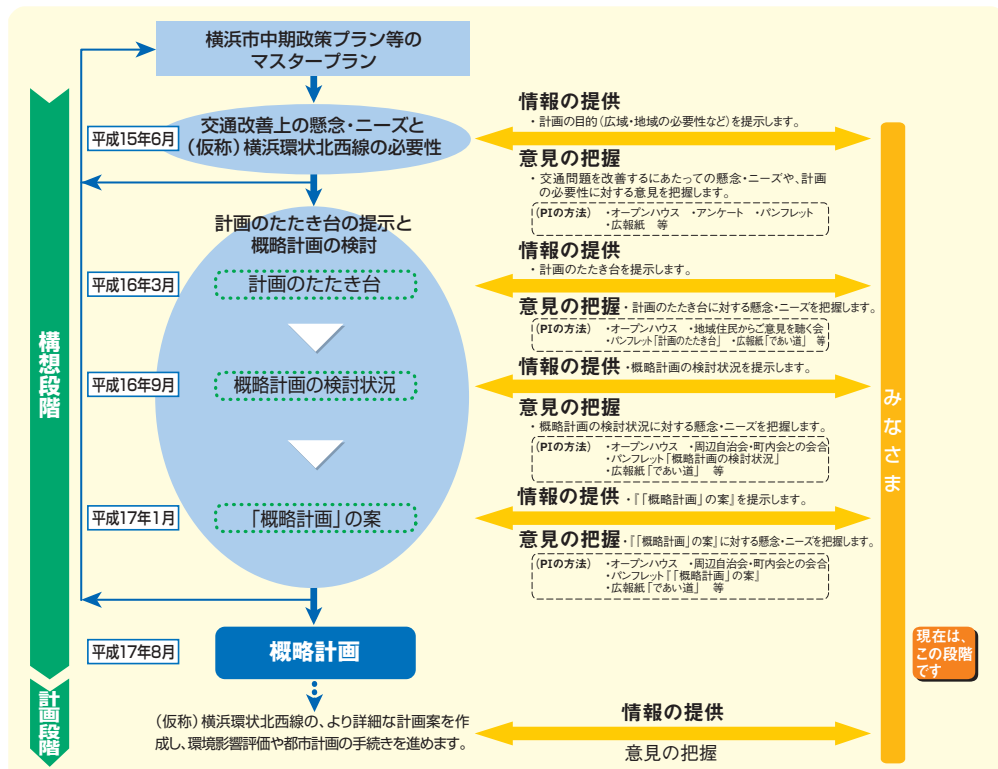 横浜市中期政策プラン等の
マスタープラン
構想段階
平成15年6月
交通改善上の懸念・ニーズと
(仮称)横浜環状北西線の必要性
情報の提供
・計画の目的(広域・地域の必要性など)を提示します。
意見の把握
・交通問題を改善するにあたっての懸念・ニーズや、計画
の必要性に対する意見を把握します。
(PIの方法) ・オープンハウス ・アンケート ・パンフレット
・広報紙 等
計画のたたき台の提示と
概略計画の検討
平成16年3月
計画のたたき台
情報の提供
・計画のたたき台を提示します。
意見の把握・計画のたたき台に対する懸念・ニーズを把握します。
(PIの方法) ・オープンハウス ・地域住民からご意見を聴く会
・パンフレット「計画のたたき台」 ・広報紙「であい道」 等
平成16年9月
概略計画の検討状況
情報の提供・概略計画の検討状況を提示します。
意見の把握
・概略計画の検討状況に対する懸念・ニーズを把握します。
(PIの方法) ・オープンハウス ・周辺自治会・町内会との会合
・パンフレット「概略計画の検討状況」
・広報紙「であい道」 等
平成17年1月
「概略計画」の案
情報の提供・『「概略計画」の案』を提示します。
意見の把握・『「概略計画」の案』に対する懸念・ニーズを把握します。
(PIの方法) ・オープンハウス ・周辺自治会・町内会との会合
・パンフレット『「概略計画」の案』
・広報紙「であい道」 等
みなさま
平成17年8月
概略計画
現在は、
この段階
です
計画段階
(仮称)横浜環状北西線の、より詳細な計画案を作
成し、環境影響評価や都市計画の手続きを進めます。
情報の提供
意見の把握